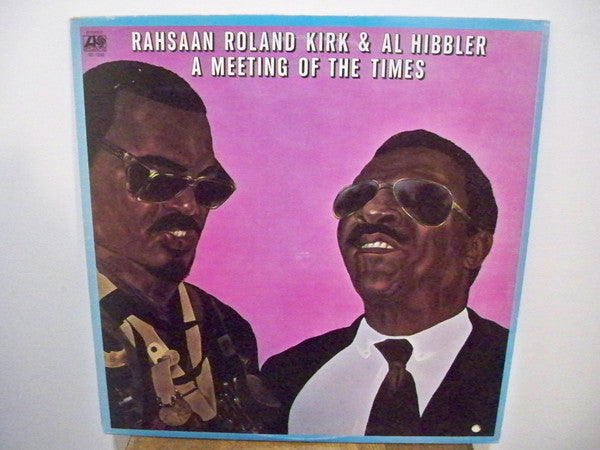 RAHSAAN ROLAND KIRK & AL HIBBLER
A MEETING OF THE TIMES